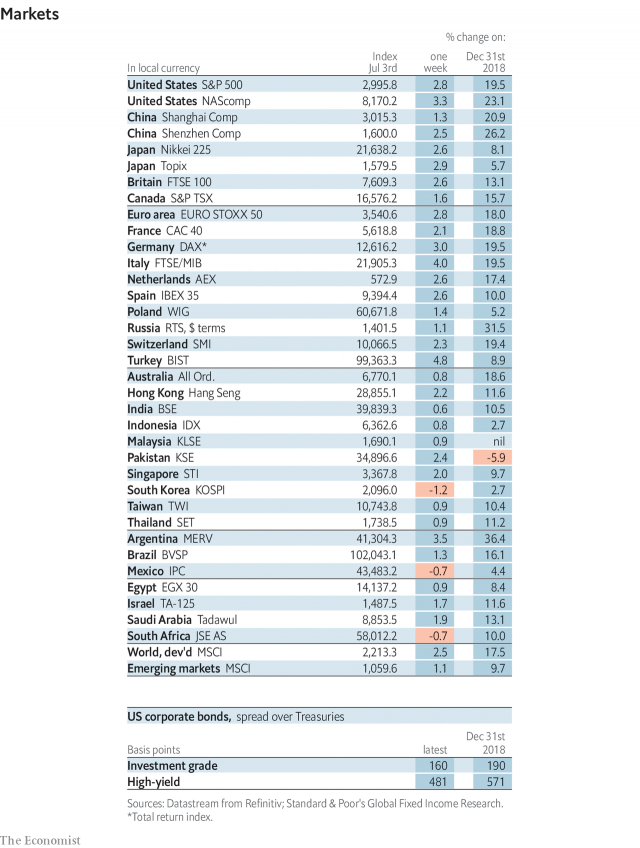 Markets
% change on:
Index one Dec 31st
In local currency Jul 3rd week 2018
United States S&P 500 2,995.8 2.8 19.5
United States NAScomp 8,170.2 3.3 23.1
China Shanghai Comp 3,015.3 1.3 20.9
China Shenzhen Comp 1,600.0 2.5 26.2
Japan Nikkei 225 21,638.2 2.6 8.1
Japan Topix 1,579.5 2.9 5.7
Britain FTSE 100 7,609.3 2.6 13.1
Canada S&P TSX 16,576.2 1.6 15.7
Euro area EURO STOXX 50 3,540.6 2.8 18.0
France CAC 40 5,618.8 2.1 18.8
Germany DAX* 12,616.2 3.0 19.5
Italy FTSE/MIB 21,905.3 4.0 19.5
Netherlands AEX 572.9 2.6 17.4
Spain IBEX 35 9,394.4 2.6 10.0
Poland WIG 60,671.8 1.4 5.2
Russia RTS, $ terms 1,401.5 1.1 31.5
Switzerland SMI 10,066.5 2.3 19.4
Turkey BIST 99,363.3 4.8 8.9
Australia All Ord. 6,770.1 0.8 18.6
Hong Kong Hang Seng 28,855.1 2.2 11.6
India BSE 39,839.3 0.6 10.5
Indonesia IDX 6,362.6 0.8 2.7
Malaysia KLSE 1,690.1 0.9 nil
Pakistan KSE 34,896.6 2.4 -5.9
Singapore STI 3,367.8 2.0 9.7
South Korea KOSPI 2,096.0 -1.2 2.7
Taiwan TWI 10,743.8 0.9 10.4
Thailand SET 1,738.5 0.9 11.2
Argentina MERV 41,304.3 3.5 36.4
Brazil BVSP 102,043.1 1.3 16.1
Mexico IPC 43,483.2 -0.7 4.4
Egypt EGX 30 14,137.2 0.9 8.4
Israel TA-125 1,487.5 1.7 11.6
Saudi Arabia Tadawul 8,853.5 1.9 13.1
South Africa JSE AS 58,012.2 -0.7 10.0
World, dev'd MSCI 2,213.3 2.5 17.5
Emerging markets MSCI 1,059.6 1.1 9.7
US corporate bonds, spread over Treasuries
Dec 31st
Basis points latest 2018
Investment grade 160 190
High-yield 481 571
Sources: Datastream from Refinitiv; Standard & Poor's Global Fixed Income Research.
*Total return index.
The Economist